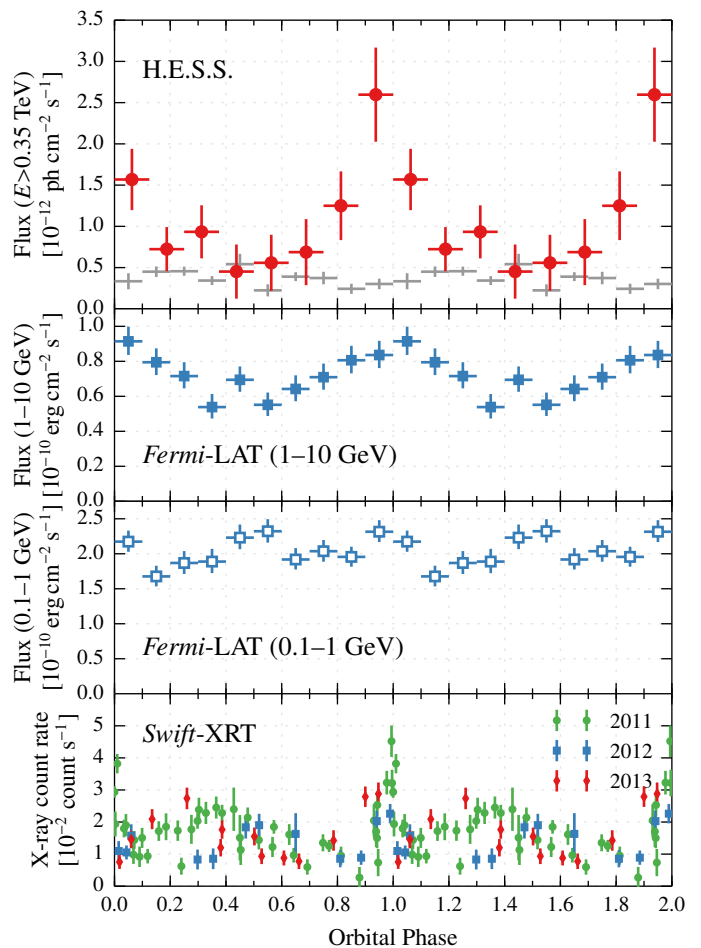 3.5
3.0
2.5
2.0
1.5
1.0
0.5
0.0
Flux (E>0.35 TeV)
[10⁻¹² ph cm⁻² s⁻¹]
H.E.S.S.
1.0
0.8
0.6
0.4
0.2
0.0
Flux (1–10 GeV)
[10⁻¹⁰ erg cm⁻² s⁻¹]
Fermi-LAT (1–10 GeV)
2.5
2.0
1.5
1.0
0.5
0.0
Flux (0.1–1 GeV)
[10⁻¹⁰ erg cm⁻² s⁻¹]
Fermi-LAT (0.1–1 GeV)
5
4
3
2
1
0
X-ray count rate
[10⁻² count s⁻¹]
Swift-XRT
2011
2012
2013
0.0 0.2 0.4 0.6 0.8 1.0 1.2 1.4 1.6 1.8 2.0
Orbital Phase